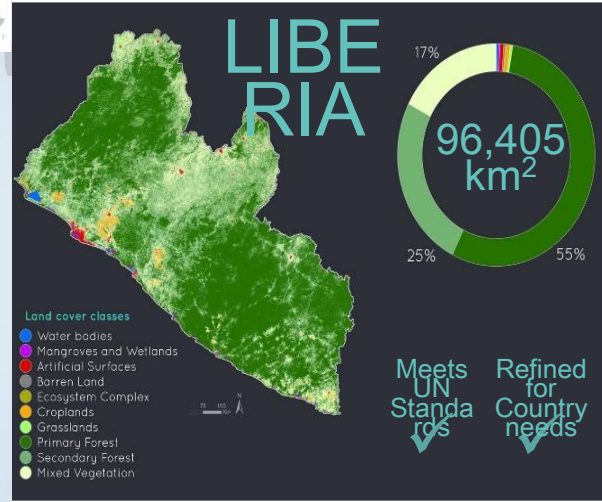 LIBE
RIA
17%
96,405
km²
25%
55%
Land cover classes
Water bodies
Mangroves and Wetlands
Artificial Surfaces
Barren Land
Ecosystem Complex
Croplands
Grasslands
Primary Forest
Secondary Forest
Mixed Vegetation
Meets
UN
Standa
rds
Refined
for
Country
needs